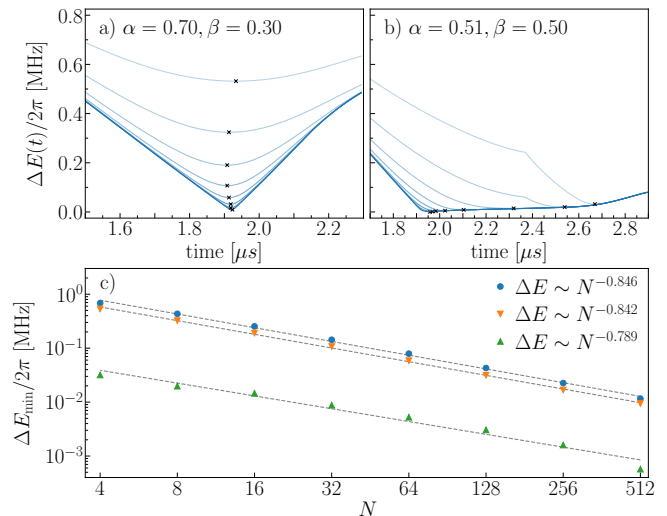 a) α = 0.70, β = 0.30
b) α = 0.51, β = 0.50
ΔE(t)/2π [MHz]
0.8
0.6
0.4
0.2
0.0
1.6 1.8 2.0 2.2
1.8 2.0 2.2 2.4 2.6 2.8
time [μs]
time [μs]
c)
ΔE ∼ N^−0.846
ΔE ∼ N^−0.842
ΔE ∼ N^−0.789
ΔE_min/2π [MHz]
10^0
10^−1
10^−2
10^−3
4 8 16 32 64 128 256 512
N